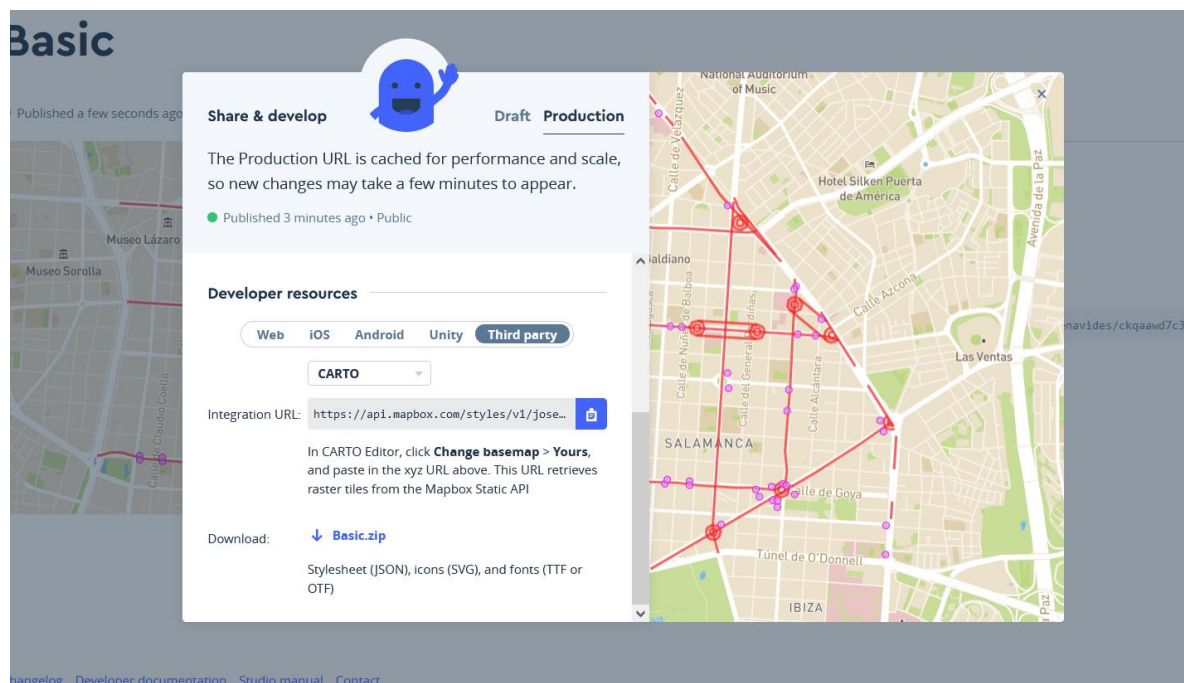 Basic
Published a few seconds ago
Museo Lázaro
Museo Sorolla
Calle de Claudio Coello
Share & develop
Draft Production
The Production URL is cached for performance and scale,
so new changes may take a few minutes to appear.
Published 3 minutes ago • Public
Developer resources
Web iOS Android Unity Third party
CARTO
Integration URL: https://api.mapbox.com/styles/v1/jose…
In CARTO Editor, click Change basemap > Yours,
and paste in the xyz URL above. This URL retrieves
raster tiles from the Mapbox Static API
Download: Basic.zip
Stylesheet (JSON), icons (SVG), and fonts (TTF or
OTF)
National Auditorium
of Music
×
Calle de Velázquez
Hotel Silken Puerta
de América
Avenida de la Paz
Galdiano
Calle de Núñez de Balboa
Calle Azcona
Las Ventas
Calle Alcántara
SALAMANCA
Calle de Goya
Túnel de O'Donnell
IBIZA
a Paz
enavides/ckqaawd7c3
hangelog Developer documentation Studio manual Contact